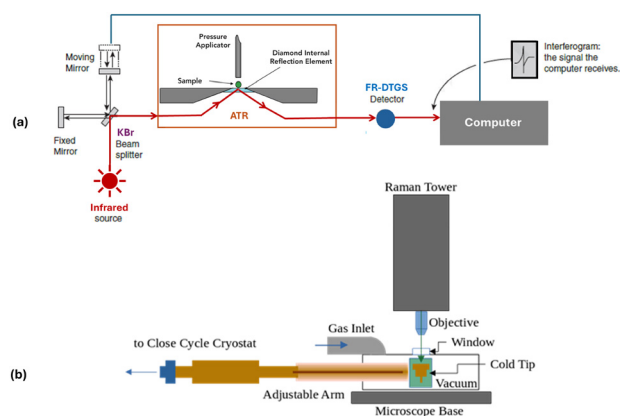 Pressure
Applicator
Interferogram:
the signal the
computer receives.
Moving
Mirror
Diamond Internal
Reflection Element
Sample
FR-DTGS
Detector
(a)
KBr
Beam
splitter
ATR
Computer
Fixed
Mirror
Infrared
source
Raman Tower
Objective
Gas Inlet
Window
to Close Cycle Cryostat
Cold Tip
(b)
Vacuum
Adjustable Arm
Microscope Base